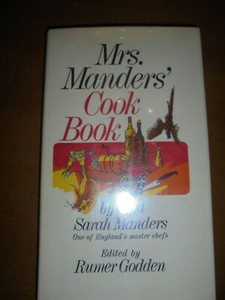 Mrs.
Manders'
Cook
Book
by
Sarah Manders
One of England's master chefs
Edited by
Rumer Godden